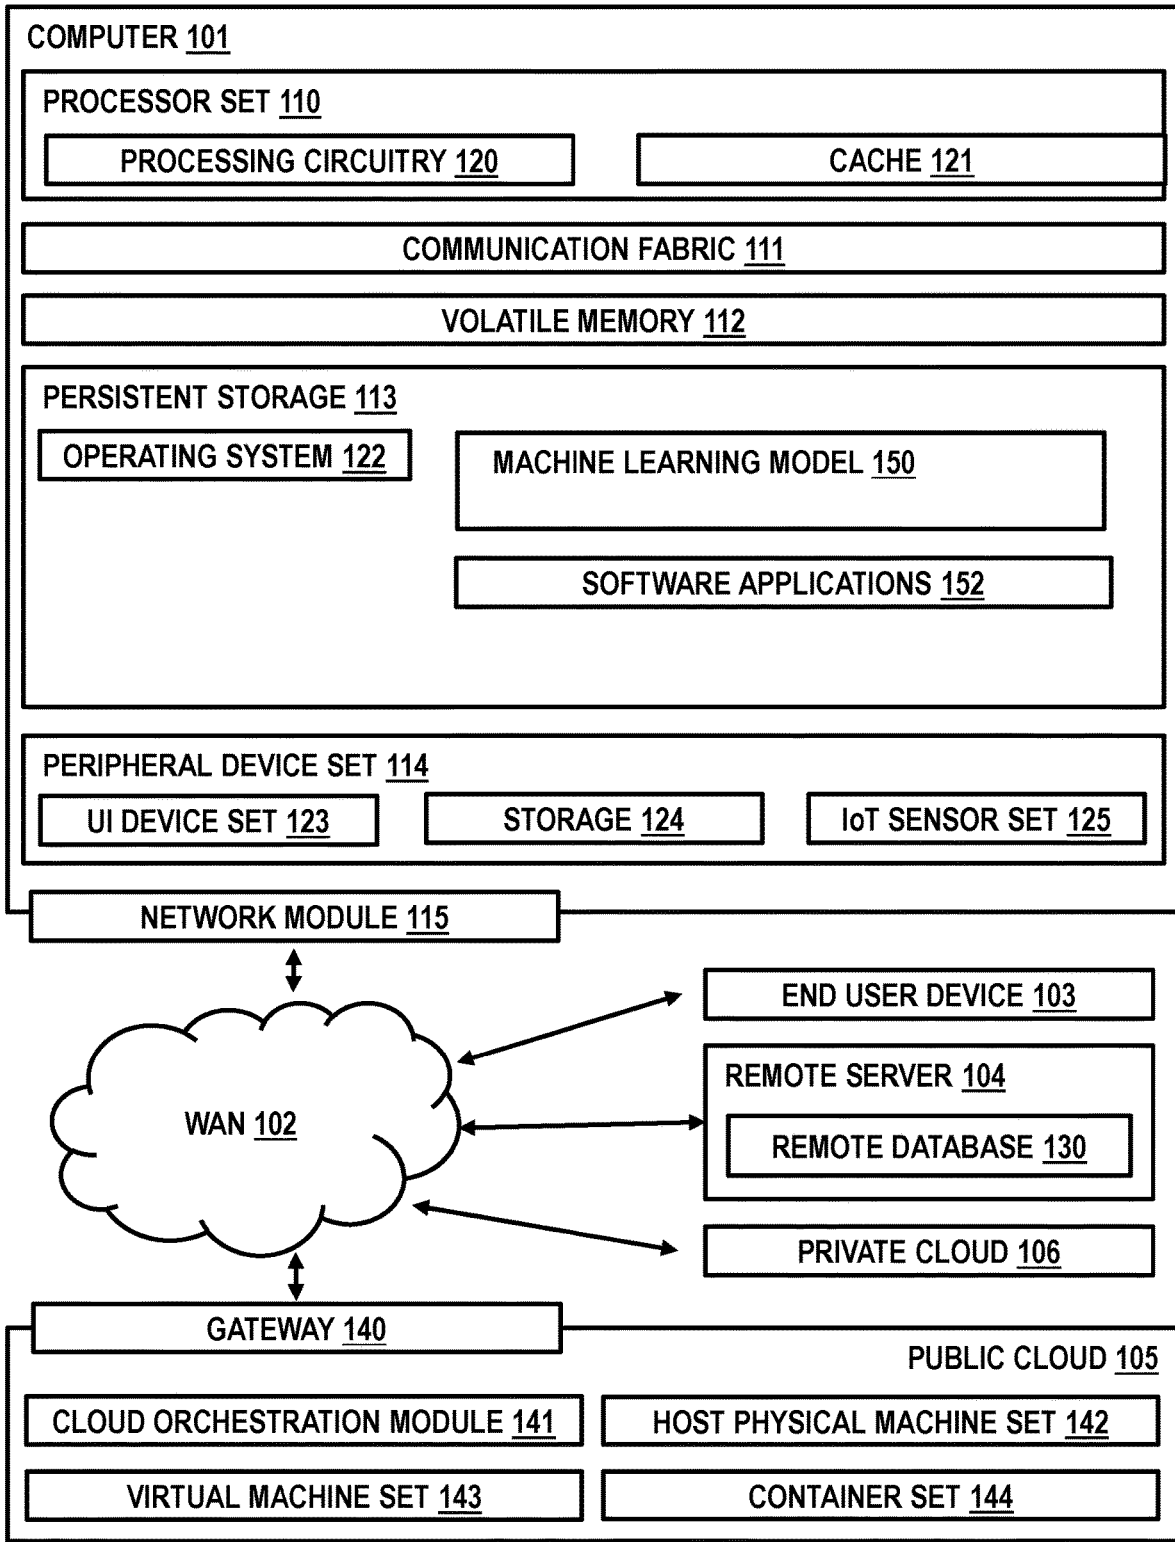 COMPUTER 101
PROCESSOR SET 110
PROCESSING CIRCUITRY 120
CACHE 121
COMMUNICATION FABRIC 111
VOLATILE MEMORY 112
PERSISTENT STORAGE 113
OPERATING SYSTEM 122
MACHINE LEARNING MODEL 150
SOFTWARE APPLICATIONS 152
PERIPHERAL DEVICE SET 114
UI DEVICE SET 123
STORAGE 124
IoT SENSOR SET 125
NETWORK MODULE 115
END USER DEVICE 103
REMOTE SERVER 104
WAN 102
REMOTE DATABASE 130
PRIVATE CLOUD 106
GATEWAY 140
PUBLIC CLOUD 105
CLOUD ORCHESTRATION MODULE 141
HOST PHYSICAL MACHINE SET 142
VIRTUAL MACHINE SET 143
CONTAINER SET 144